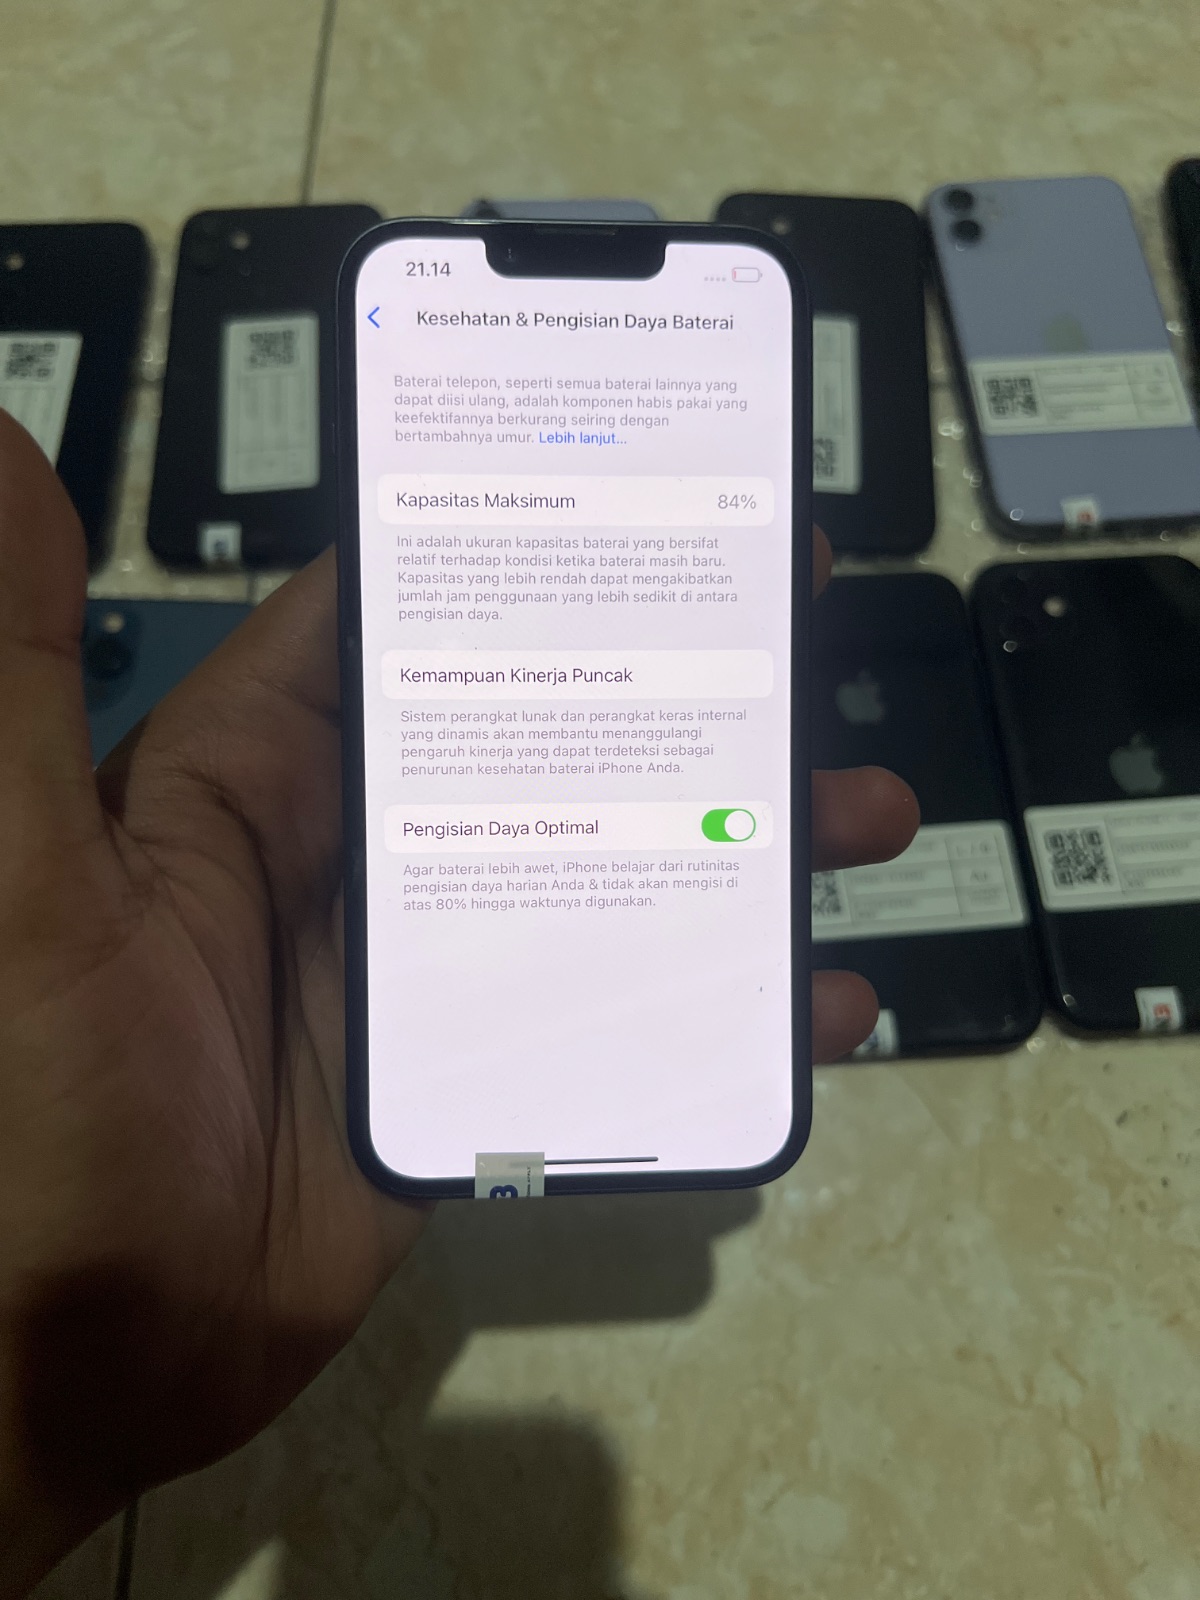 21.14
Kesehatan & Pengisian Daya Baterai
Baterai telepon, seperti semua baterai lainnya yang
dapat diisi ulang, adalah komponen habis pakai yang
keefektifannya berkurang seiring dengan
bertambahnya umur. Lebih lanjut...
Kapasitas Maksimum 84%
Ini adalah ukuran kapasitas baterai yang bersifat
relatif terhadap kondisi ketika baterai masih baru.
Kapasitas yang lebih rendah dapat mengakibatkan
jumlah jam penggunaan yang lebih sedikit di antara
pengisian daya.
Kemampuan Kinerja Puncak
Sistem perangkat lunak dan perangkat keras internal
yang dinamis akan membantu menanggulangi
pengaruh kinerja yang dapat terdeteksi sebagai
penurunan kesehatan baterai iPhone Anda.
Pengisian Daya Optimal
Agar baterai lebih awet, iPhone belajar dari rutinitas
pengisian daya harian Anda & tidak akan mengisi di
atas 80% hingga waktunya digunakan.